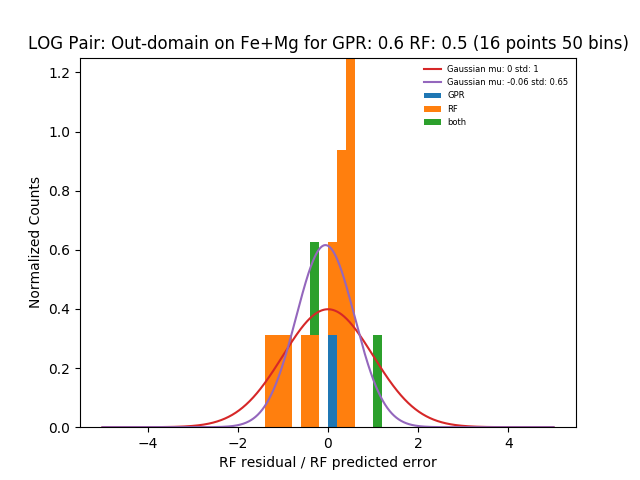 LOG Pair: Out-domain on Fe+Mg for GPR: 0.6 RF: 0.5 (16 points 50 bins)
Gaussian mu: 0 std: 1
Gaussian mu: -0.06 std: 0.65
GPR
RF
both
Normalized Counts
1.2
1.0
0.8
0.6
0.4
0.2
0.0
−4 −2 0 2 4
RF residual / RF predicted error